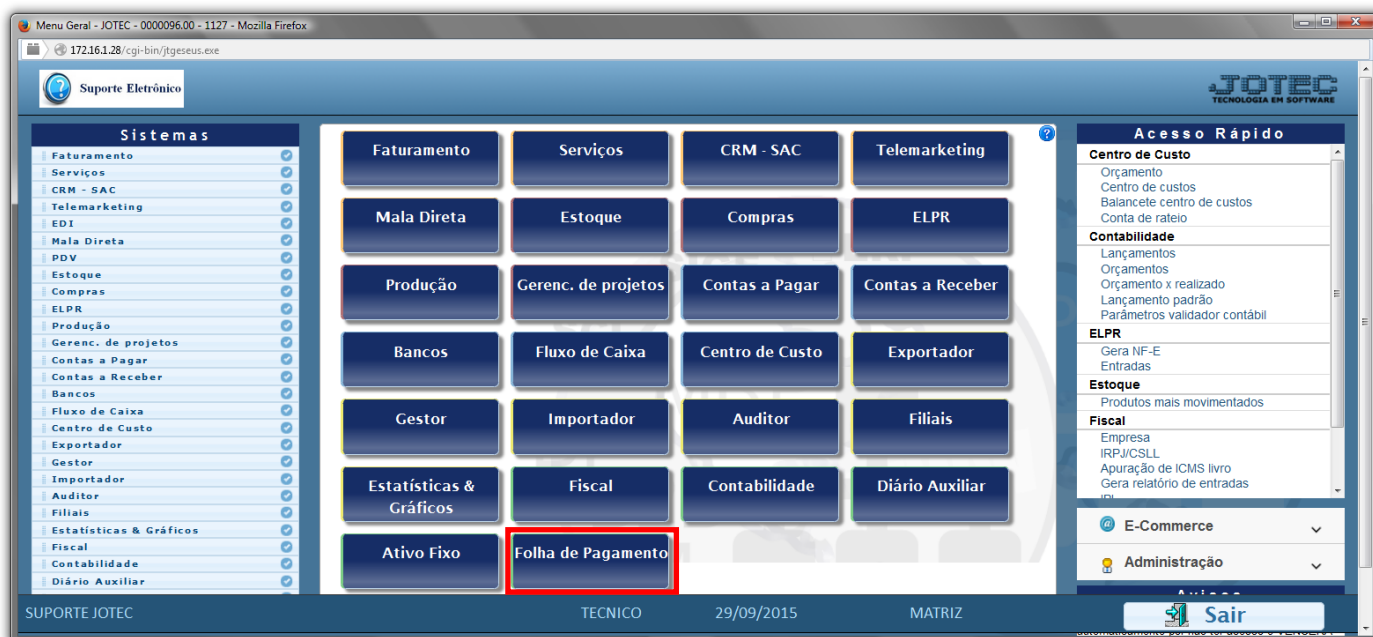 Menu Geral - JOTEC - 0000096.00 - 1127 - Mozilla Firefox
172.16.1.28/cgi-bin/jtgeseus.exe
Suporte Eletrônico
JOTEC
TECNOLOGIA EM SOFTWARE
Sistemas
Faturamento
Serviços
CRM - SAC
Telemarketing
EDI
Mala Direta
PDV
Estoque
Compras
ELPR
Produção
Gerenc. de projetos
Contas a Pagar
Contas a Receber
Bancos
Fluxo de Caixa
Centro de Custo
Exportador
Gestor
Importador
Auditor
Filiais
Estatísticas & Gráficos
Fiscal
Contabilidade
Diário Auxiliar
Faturamento
Serviços
CRM - SAC
Telemarketing
Mala Direta
Estoque
Compras
ELPR
Produção
Gerenc. de projetos
Contas a Pagar
Contas a Receber
Bancos
Fluxo de Caixa
Centro de Custo
Exportador
Gestor
Importador
Auditor
Filiais
Estatísticas &
Gráficos
Fiscal
Contabilidade
Diário Auxiliar
Ativo Fixo
Folha de Pagamento
Acesso Rápido
Centro de Custo
Orçamento
Centro de custos
Balancete centro de custos
Conta de rateio
Contabilidade
Lançamentos
Orçamentos
Orçamento x realizado
Lançamento padrão
Parâmetros validador contábil
ELPR
Gera NF-E
Entradas
Estoque
Produtos mais movimentados
Fiscal
Empresa
IRPJ/CSLL
Apuração de ICMS livro
Gera relatório de entradas
E-Commerce
Administração
SUPORTE JOTEC
TECNICO
29/09/2015
MATRIZ
Sair